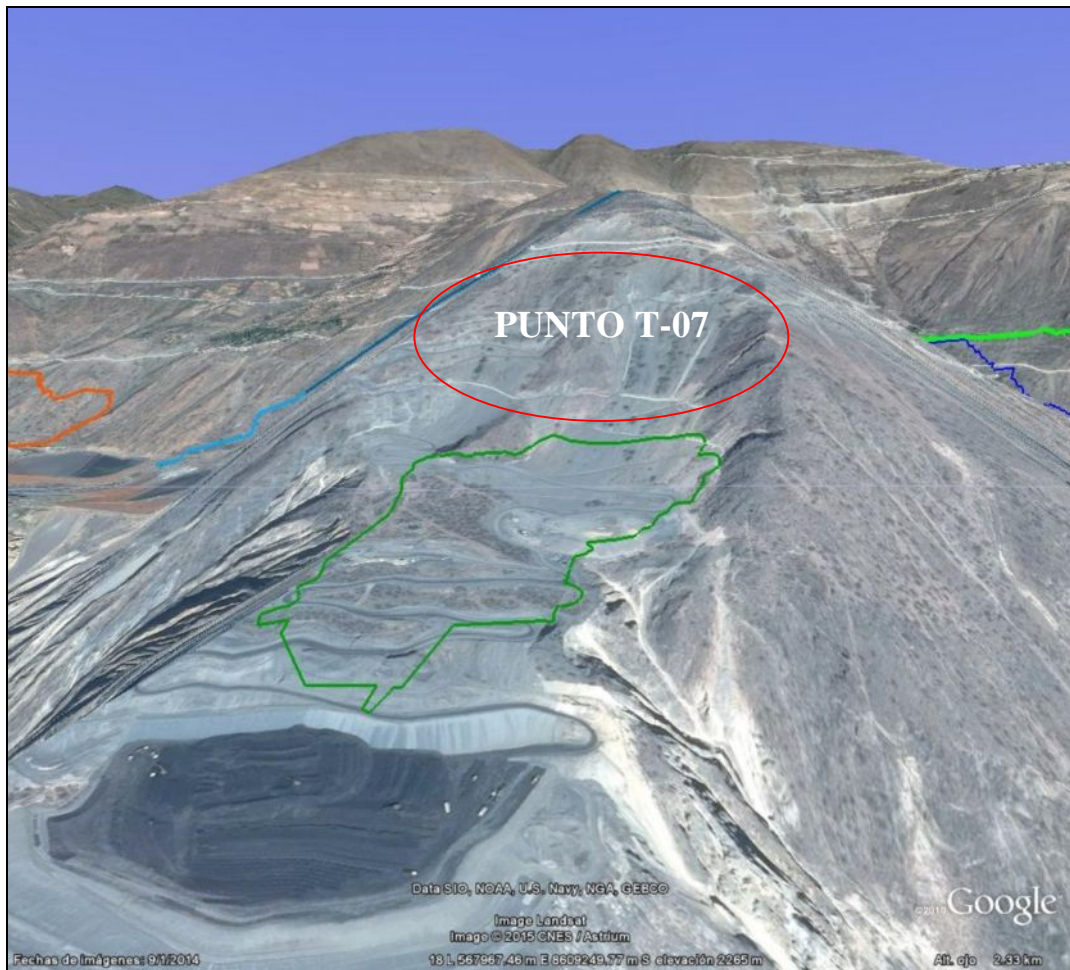 PUNTO T-07
Data SIO, NOAA, U.S. Navy, NGA, GEBCO
©2010 Google
Image Landsat
Image © 2015 CNES / Astrium
Fechas de imágenes: 9/1/2014 18 L 567967.46 m E 8609249.77 m S elevación 2265 m Alt. ojo 2.33 km